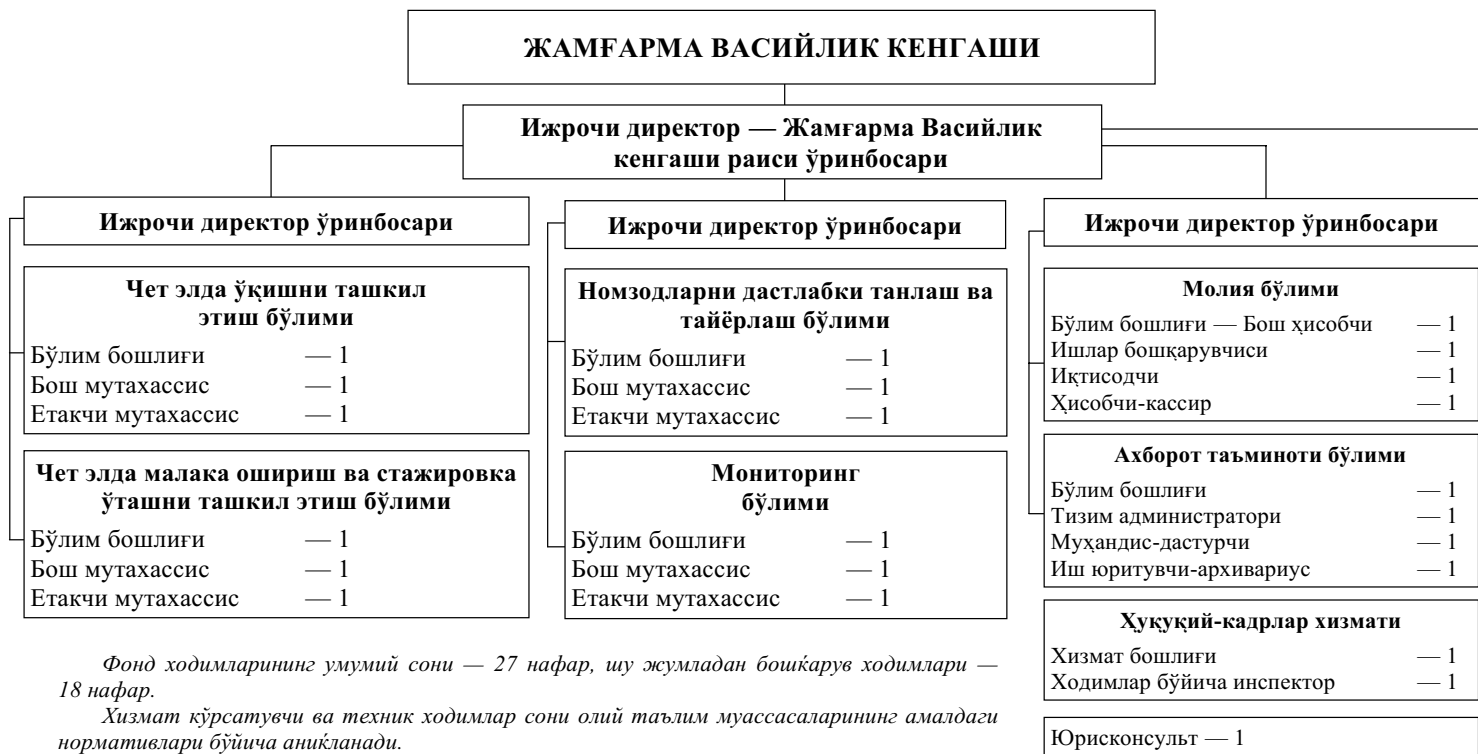 ЖАМҒАРМА ВАСИЙЛИК КЕНГАШИ
Ижрочи директор — Жамғарма Васийлик
кенгаши раиси ўринбосари
Ижрочи директор ўринбосари
Чет элда ўқишни ташкил
этиш бўлими
Бўлим бошлиғи — 1
Бош мутахассис — 1
Етакчи мутахассис — 1
Чет элда малака ошириш ва стажировка
ўташни ташкил этиш бўлими
Бўлим бошлиғи — 1
Бош мутахассис — 1
Етакчи мутахассис — 1
Ижрочи директор ўринбосари
Номзодларни дастлабки танлаш ва
тайёрлаш бўлими
Бўлим бошлиғи — 1
Бош мутахассис — 1
Етакчи мутахассис — 1
Мониторинг
бўлими
Бўлим бошлиғи — 1
Бош мутахассис — 1
Етакчи мутахассис — 1
Ижрочи директор ўринбосари
Молия бўлими
Бўлим бошлиғи — Бош ҳисобчи — 1
Ишлар бошқарувчиси — 1
Иқтисодчи — 1
Ҳисобчи-кассир — 1
Ахборот таъминоти бўлими
Бўлим бошлиғи — 1
Тизим администратори — 1
Муҳандис-дастурчи — 1
Иш юритувчи-архивариус — 1
Ҳуқуқий-кадрлар хизмати
Хизмат бошлиғи — 1
Ходимлар бўйича инспектор — 1
Юрисконсульт — 1
Фонд ходимларининг умумий сони — 27 нафар, шу жумладан бошќарув ходимлари —
18 нафар.
Хизмат кўрсатувчи ва техник ходимлар сони олий таълим муассасаларининг амалдаги
нормативлари бўйича аниќланади.